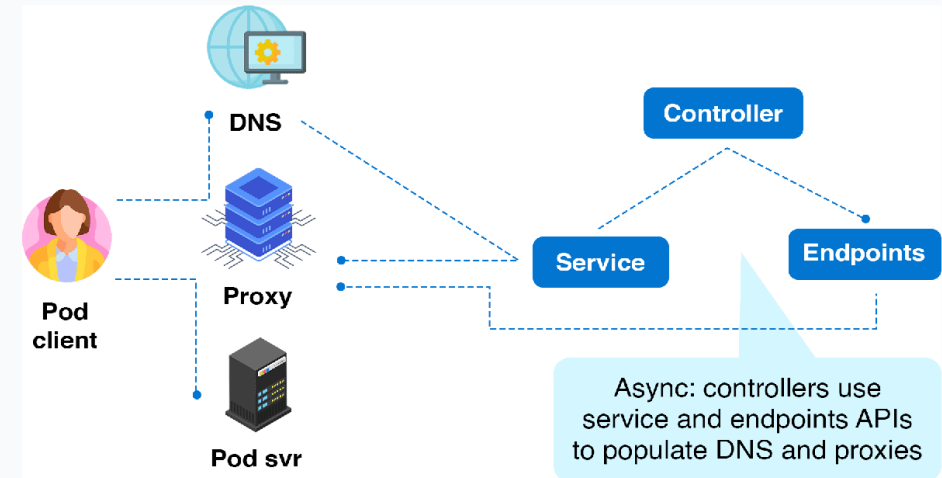 DNS
Controller
Service
Endpoints
Proxy
Pod
client
Async: controllers use
service and endpoints APIs
to populate DNS and proxies
Pod svr